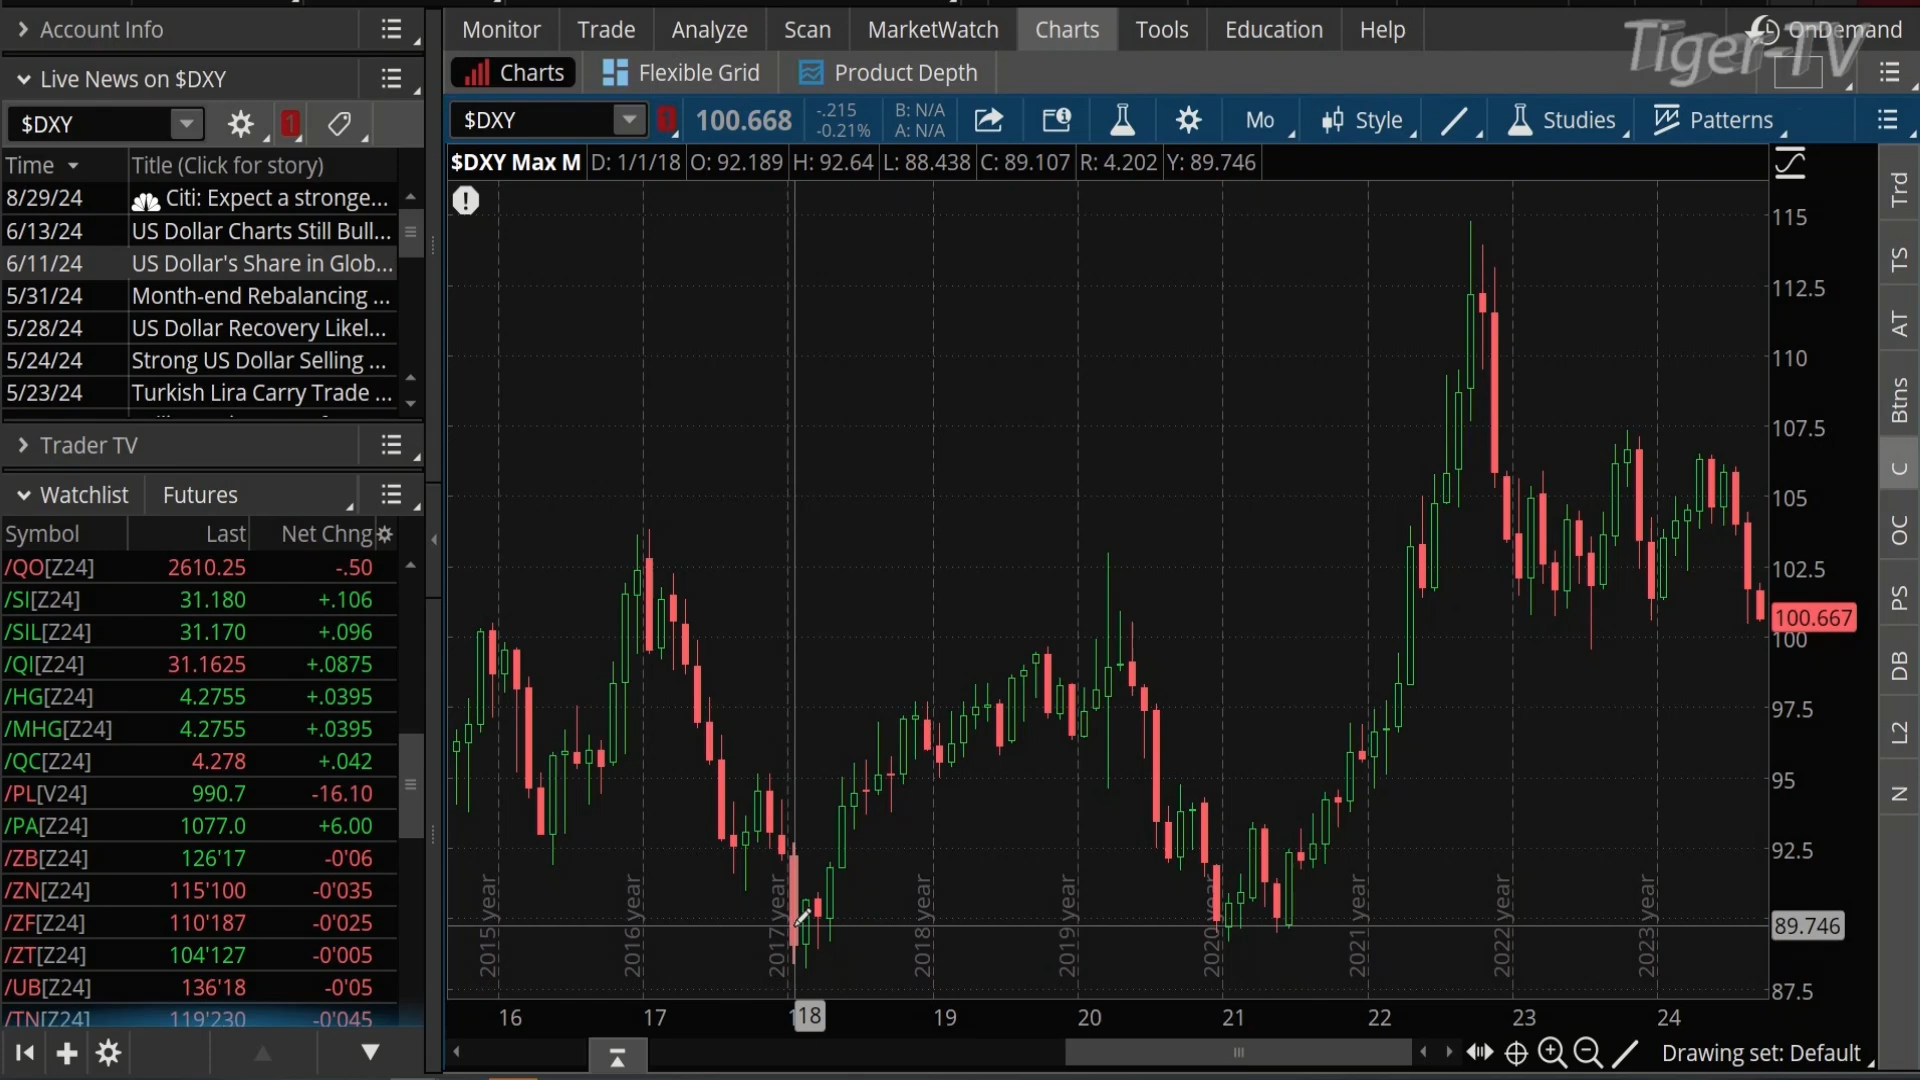 Account Info
Live News on $DXY
$DXY
1
Time
Title (Click for story)
8/29/24 Citi: Expect a stronge...
6/13/24 US Dollar Charts Still Bull...
6/11/24 US Dollar's Share in Glob...
5/31/24 Month-end Rebalancing ...
5/28/24 US Dollar Recovery Likel...
5/24/24 Strong US Dollar Selling ...
5/23/24 Turkish Lira Carry Trade ...
Trader TV
Watchlist Futures
Symbol Last Net Chng
/QO[Z24] 2610.25 -.50
/SI[Z24] 31.180 +.106
/SIL[Z24] 31.170 +.096
/QI[Z24] 31.1625 +.0875
/HG[Z24] 4.2755 +.0395
/MHG[Z24] 4.2755 +.0395
/QC[Z24] 4.278 +.042
/PL[V24] 990.7 -16.10
/PA[Z24] 1077.0 +6.00
/ZB[Z24] 126'17 -0'06
/ZN[Z24] 115'100 -0'035
/ZF[Z24] 110'187 -0'025
/ZT[Z24] 104'127 -0'005
/UB[Z24] 136'18 -0'05
/TN[Z24] 119'230 -0'045
Monitor Trade Analyze Scan MarketWatch Charts Tools Education Help
OnDemand
Tiger-TV
Charts Flexible Grid Product Depth
$DXY 1 100.668 -.215 B: N/A
-0.21% A: N/A
Mo Style Studies Patterns
$DXY Max M D: 1/1/18 O: 92.189 H: 92.64 L: 88.438 C: 89.107 R: 4.202 Y: 89.746
115
112.5
110
107.5
105
102.5
100.667
100
97.5
95
92.5
89.746
87.5
2015 year
2016 year
2017 year
2018 year
2019 year
2020 year
2021 year
2022 year
2023 year
16 17 18 19 20 21 22 23 24
Drawing set: Default
Trd
TS
AT
Btns
C
OC
PS
DB
L2
N